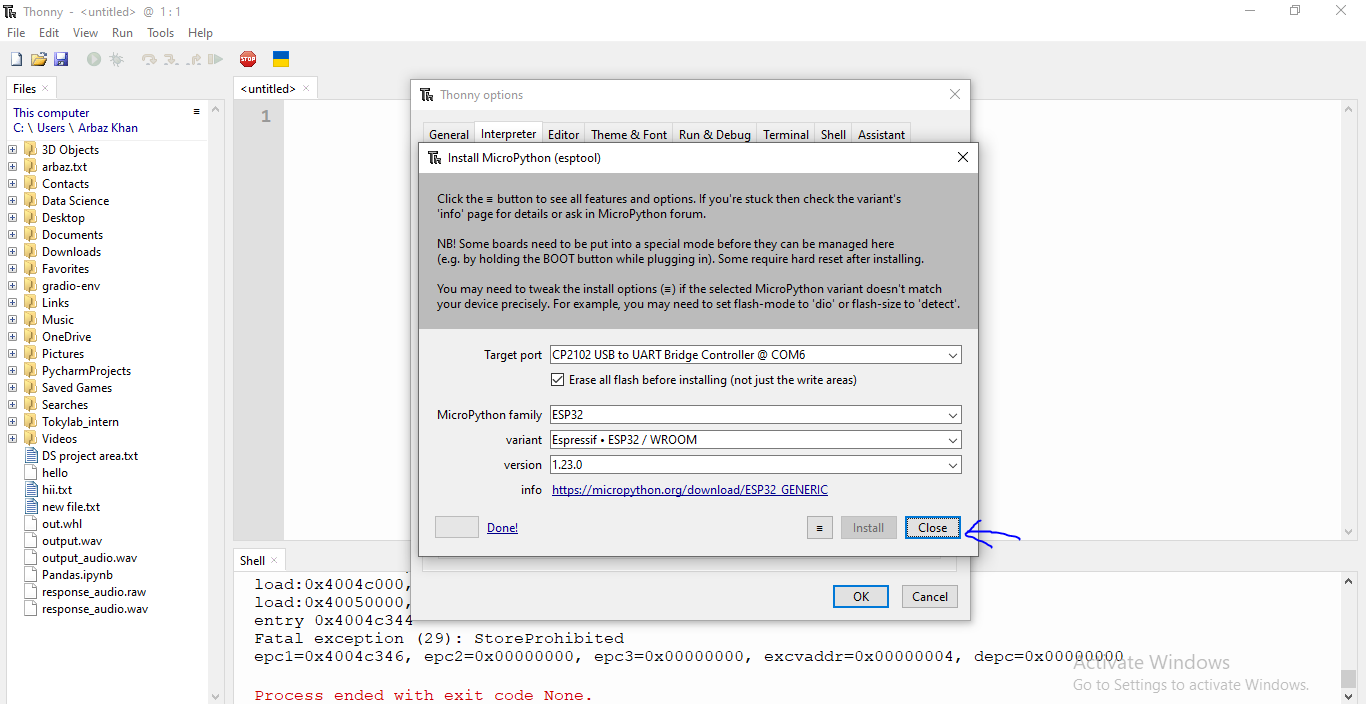 Thonny - <untitled> @ 1:1
File Edit View Run Tools Help
STOP
Files
<untitled>
This computer
C: \ Users \ Arbaz Khan
3D Objects
arbaz.txt
Contacts
Data Science
Desktop
Documents
Downloads
Favorites
gradio-env
Links
Music
OneDrive
Pictures
PycharmProjects
Saved Games
Searches
Tokylab_intern
Videos
DS project area.txt
hello
hii.txt
new file.txt
out.whl
output.wav
output_audio.wav
Pandas.ipynb
response_audio.raw
response_audio.wav
1
Thonny options
General Interpreter Editor Theme & Font Run & Debug Terminal Shell Assistant
Install MicroPython (esptool)
Click the ≡ button to see all features and options. If you're stuck then check the variant's
'info' page for details or ask in MicroPython forum.
NB! Some boards need to be put into a special mode before they can be managed here
(e.g. by holding the BOOT button while plugging in). Some require hard reset after installing.
You may need to tweak the install options (≡) if the selected MicroPython variant doesn't match
your device precisely. For example, you may need to set flash-mode to 'dio' or flash-size to 'detect'.
Target port CP2102 USB to UART Bridge Controller @ COM6
Erase all flash before installing (not just the write areas)
MicroPython family ESP32
variant Espressif • ESP32 / WROOM
version 1.23.0
info https://micropython.org/download/ESP32_GENERIC
Done! ≡ Install Close
OK Cancel
Shell
load:0x4004c000,
load:0x40050000,
entry 0x4004c344
Fatal exception (29): StoreProhibited
epc1=0x4004c346, epc2=0x00000000, epc3=0x00000000, excvaddr=0x00000004, depc=0x00000000
Process ended with exit code None.
Activate Windows
Go to Settings to activate Windows.